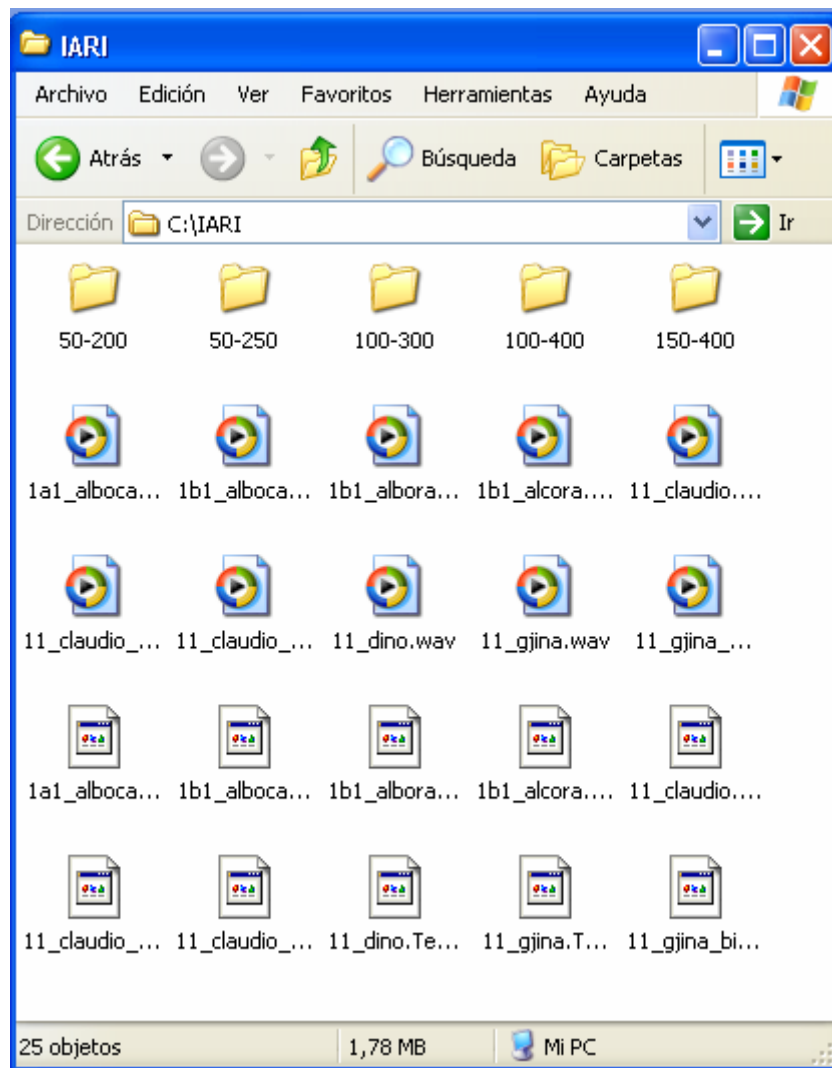 IARI
Archivo Edición Ver Favoritos Herramientas Ayuda
Atrás Búsqueda Carpetas
Dirección C:\IARI Ir
50-200 50-250 100-300 100-400 150-400
1a1_alboca... 1b1_alboca... 1b1_albora... 1b1_alcora.... 11_claudio....
11_claudio_... 11_claudio_... 11_dino.wav 11_gjina.wav 11_gjina_...
1a1_alboca... 1b1_alboca... 1b1_albora... 1b1_alcora.... 11_claudio....
11_claudio_... 11_claudio_... 11_dino.Te... 11_gjina.T... 11_gjina_bi...
25 objetos 1,78 MB Mi PC